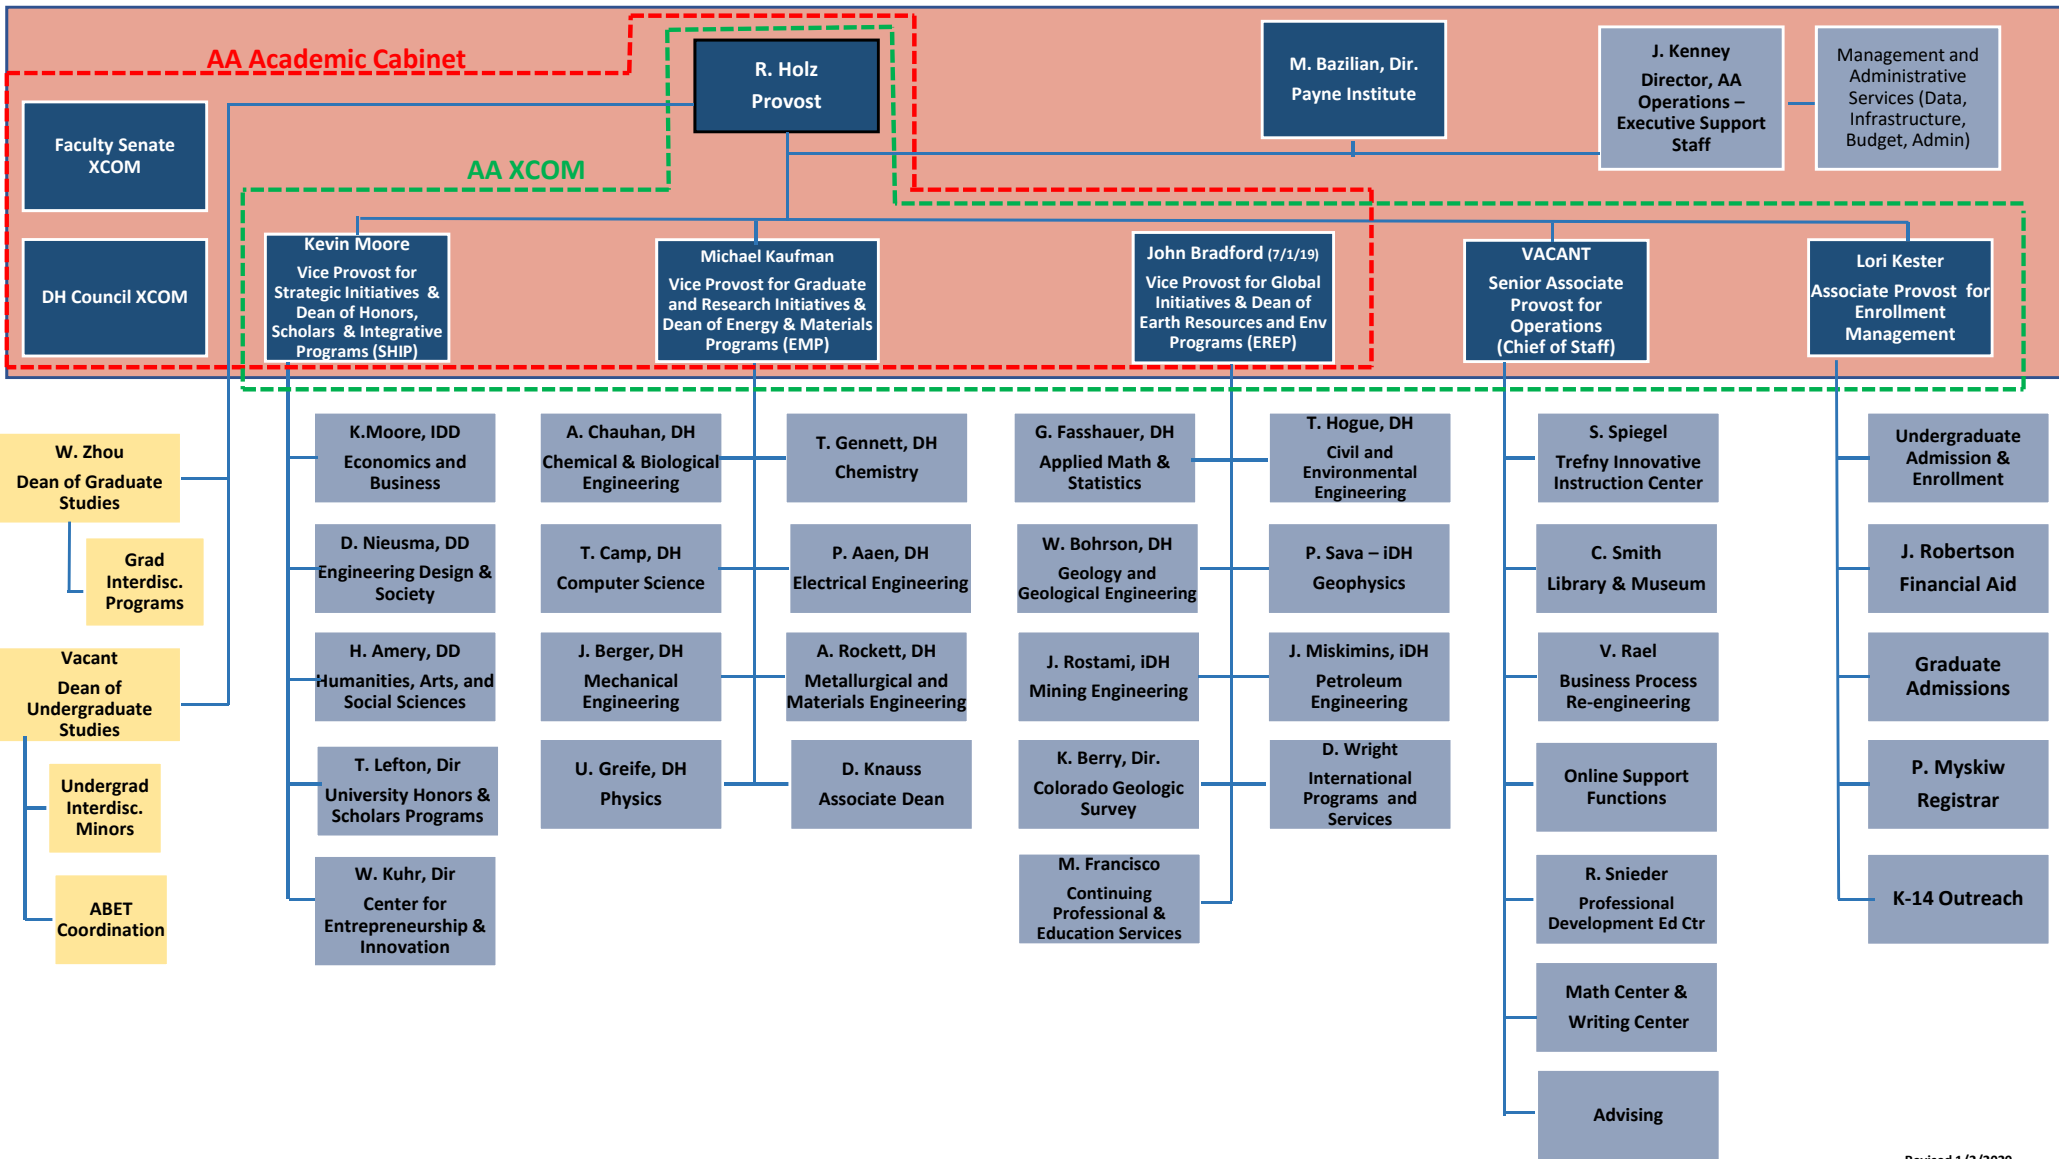 AA Academic Cabinet
R. Holz
Provost
M. Bazilian, Dir.
Payne Institute
J. Kenney
Director, AA
Operations –
Executive Support
Staff
Management and
Administrative
Services (Data,
Infrastructure,
Budget, Admin)
Faculty Senate
XCOM
AA XCOM
DH Council XCOM
Kevin Moore
Vice Provost for
Strategic Initiatives &
Dean of Honors,
Scholars & Integrative
Programs (SHIP)
Michael Kaufman
Vice Provost for Graduate
and Research Initiatives &
Dean of Energy & Materials
Programs (EMP)
John Bradford (7/1/19)
Vice Provost for Global
Initiatives & Dean of
Earth Resources and Env
Programs (EREP)
VACANT
Senior Associate
Provost for
Operations
(Chief of Staff)
Lori Kester
Associate Provost for
Enrollment
Management
W. Zhou
Dean of Graduate
Studies
Grad
Interdisc.
Programs
Vacant
Dean of
Undergraduate
Studies
Undergrad
Interdisc.
Minors
ABET
Coordination
K.Moore, IDD
Economics and
Business
D. Nieusma, DD
Engineering Design &
Society
H. Amery, DD
Humanities, Arts, and
Social Sciences
T. Lefton, Dir
University Honors &
Scholars Programs
W. Kuhr, Dir
Center for
Entrepreneurship &
Innovation
A. Chauhan, DH
Chemical & Biological
Engineering
T. Camp, DH
Computer Science
J. Berger, DH
Mechanical
Engineering
U. Greife, DH
Physics
T. Gennett, DH
Chemistry
P. Aaen, DH
Electrical Engineering
A. Rockett, DH
Metallurgical and
Materials Engineering
D. Knauss
Associate Dean
G. Fasshauer, DH
Applied Math &
Statistics
W. Bohrson, DH
Geology and
Geological Engineering
J. Rostami, iDH
Mining Engineering
K. Berry, Dir.
Colorado Geologic
Survey
M. Francisco
Continuing
Professional &
Education Services
T. Hogue, DH
Civil and
Environmental
Engineering
P. Sava – iDH
Geophysics
J. Miskimins, iDH
Petroleum
Engineering
D. Wright
International
Programs and
Services
S. Spiegel
Trefny Innovative
Instruction Center
C. Smith
Library & Museum
V. Rael
Business Process
Re-engineering
Online Support
Functions
R. Snieder
Professional
Development Ed Ctr
Math Center &
Writing Center
Advising
Undergraduate
Admission &
Enrollment
J. Robertson
Financial Aid
Graduate
Admissions
P. Myskiw
Registrar
K-14 Outreach
Revised 1/2/2020